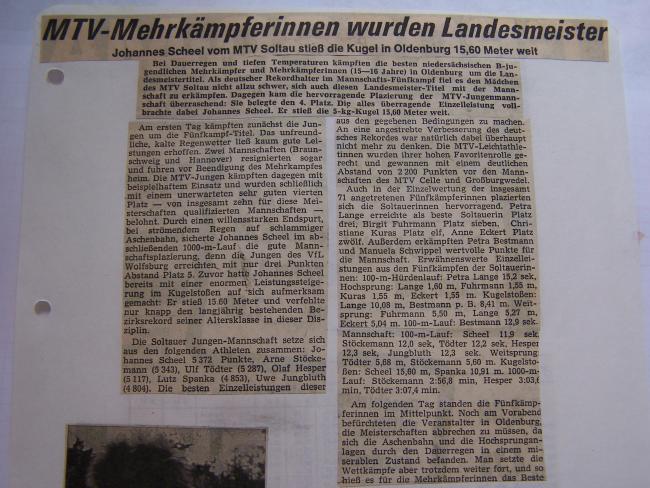 MTV-Mehrkämpferinnen wurden Landesmeister
Johannes Scheel vom MTV Soltau stieß die Kugel in Oldenburg 15,60 Meter weit
Bei Dauerregen und tiefen Temperaturen kämpften die besten niedersächsischen B-ju-
gendlichen Mehrkämpfer und Mehrkämpferinnen (15—16 Jahre) in Oldenburg um die Lan-
desmeistertitel. Als deutscher Rekordhalter im Mannschafts-Fünfkampf fiel es den Mädchen
des MTV Soltau nicht allzu schwer, sich auch diesen Landesmeister-Titel mit der Mann-
schaft zu erkämpfen. Dagegen kam die hervorragende Plazierung der MTV-Jungenmann-
schaft überraschend: Sie belegte den 4. Platz. Die alles überragende Einzelleistung voll-
brachte dabei Johannes Scheel. Er stieß die 5-kg-Kugel 15,60 Meter weit.
Am ersten Tag kämpften zunächst die Jun-
gen um die Fünfkampf-Titel. Das unfreund-
liche, kalte Regenwetter ließ kaum gute Lei-
stungen erhoffen. Zwei Mannschaften (Braun-
schweig und Hannover) resignierten sogar
und fuhren vor Beendigung des Mehrkampfes
heim. Die MTV-Jungen kämpften dagegen mit
beispielhaftem Einsatz und wurden schließlich
mit einem unerwarteten sehr guten vierten
Platz — von insgesamt zehn für diese Mei-
sterschaften qualifizierten Mannschaften —
belohnt. Durch einen willensstarken Endspurt,
bei strömendem Regen auf schlammiger
Aschenbahn, sicherte Johannes Scheel im ab-
schließenden 1000-m-Lauf die gute Mann-
schaftsplazierung, denn die Jungen des VfL
Wolfsburg erreichten mit nur drei Punkten
Abstand Platz 5. Zuvor hatte Johannes Scheel
bereits mit einer enormen Leistungssteige-
rung im Kugelstoßen auf sich aufmerksam
gemacht: Er stieß 15.60 Meter und verfehlte
nur knapp den langjährig bestehenden Be-
zirksrekord seiner Altersklasse in dieser Dis-
ziplin.
Die Soltauer Jungen-Mannschaft setze sich
aus den folgenden Athleten zusammen: Jo-
hannes Scheel 5 372 Punkte, Arne Stöcke-
mann (5 343), Ulf Tödter (5 287), Olaf Hesper
(5 117), Lutz Spanka (4 853), Uwe Jungbluth
(4 804). Die besten Einzelleistungen dieser
aus den gegebenen Bedingungen zu machen.
An eine angestrebte Verbesserung des deut-
sches Rekordes war natürlich dabei überhaupt
nicht mehr zu denken. Die MTV-Leichtathle-
tinnen wurden ihrer hohen Favoritenrolle ge-
recht und gewannen mit einem deutlichen
Abstand von 2 200 Punkten vor den Mann-
schaften des MTV Celle und Großburgwedel.
Auch in der Einzelwertung der insgesamt
71 angetretenen Fünfkämpferinnen plazierten
sich die Soltauerinnen hervorragend. Petra
Lange erreichte als beste Soltauerin Platz
drei, Birgit Fuhrmann Platz sieben, Chri-
stiane Kuras Platz elf, Anne Eckert Platz
zwölf. Außerdem erkämpften Petra Bestmann
und Manuela Schwippel wertvolle Punkte für
die Mannschaft. Erwähnenswerte Einzellei-
stungen aus den Fünfkämpfen der Soltauerin-
nen: 100-m-Hürdenlauf: Petra Lange 15,2 sek,
Hochsprung: Lange 1,60 m, Fuhrmann 1,55 m,
Kuras 1,55 m, Eckert 1,55 m. Kugelstoßen:
Lange 10,08 m, Bestmann p. B. 8,41 m. Weit-
sprung: Fuhrmann 5,50 m, Lange 5,27 m,
Eckert 5,04 m. 100-m-Lauf: Bestmann 12,9 sek.
Mannschaft: 100-m-Lauf: Scheel 11,9 sek,
Stöckemann 12,0 sek, Tödter 12,2 sek, Hesper
12,3 sek, Jungbluth 12,3 sek. Weitsprung:
Tödter 5,68 m, Stöckemann 5,60 m. Kugelsto-
ßen: Scheel 15,60 m, Spanka 10,91 m. 1000-m-
Lauf: Stöckemann 2:56,8 min, Hesper 3:03,6
min, Tödter 3:07,4 min.
Am folgenden Tag standen die Fünfkämp-
ferinnen im Mittelpunkt. Noch am Vorabend
befürchteten die Veranstalter in Oldenburg,
die Meisterschaften abbrechen zu müssen, da
sich die Aschenbahn und die Hochsprungan-
lagen durch den Dauerregen in einem mi-
serablen Zustand befanden. Man setzte die
Wettkämpfe aber trotzdem weiter fort, und so
hieß es für die Mehrkämpferinnen das Beste